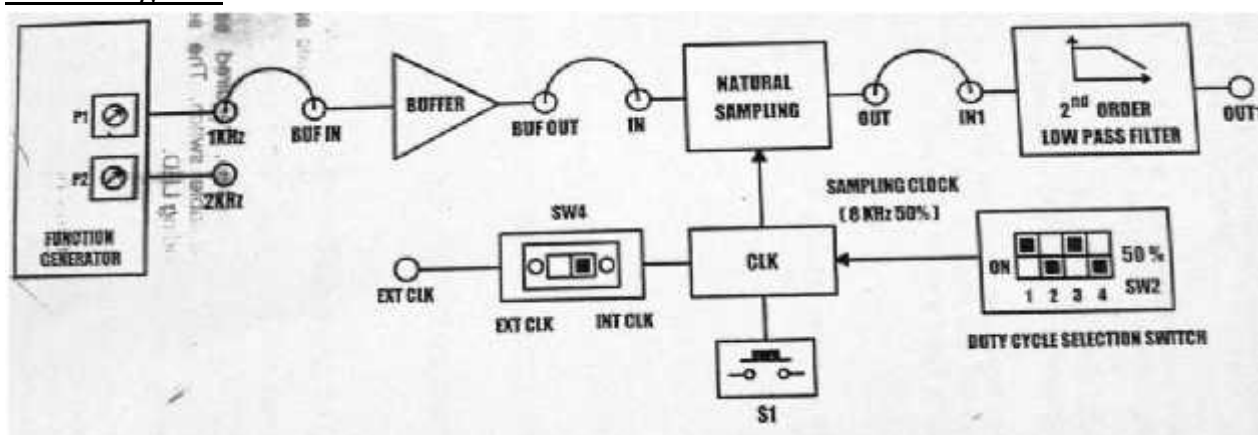 P1
1KHz
BUF IN
BUFFER
BUF OUT
IN
NATURAL
SAMPLING
OUT
IN1
2nd ORDER
LOW PASS FILTER
OUT
P2
2KHz
FUNCTION
GENERATOR
SAMPLING CLOCK
( 8 KHz 50% )
SW4
EXT CLK
EXT CLK
INT CLK
CLK
ON
1 2 3 4
50 %
SW2
DUTY CYCLE SELECTION SWITCH
S1